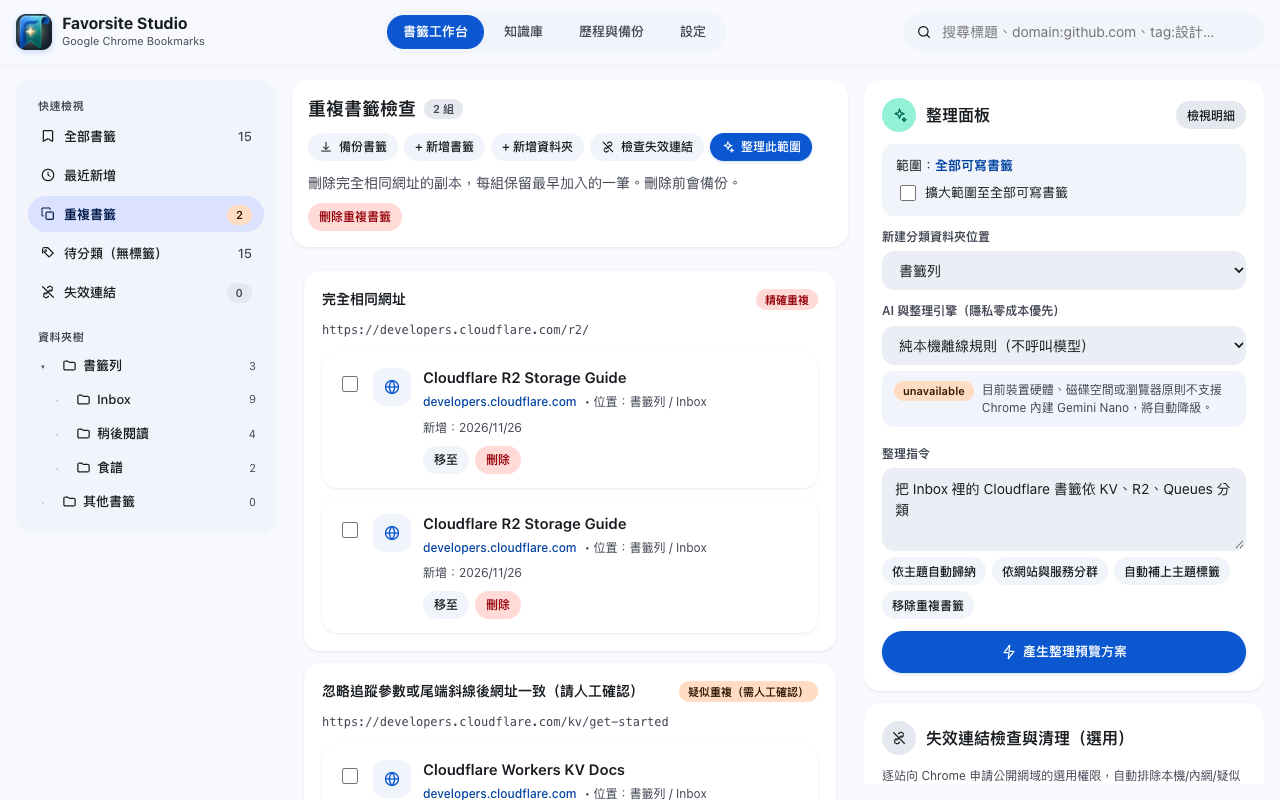 Favorsite Studio
Google Chrome Bookmarks
書籤工作台
知識庫
歷程與備份
設定
搜尋標題、domain:github.com、tag:設計...
快速檢視
全部書籤 15
最近新增
重複書籤 2
待分類（無標籤） 15
失效連結 0
資料夾樹
書籤列 3
Inbox 9
稍後閱讀 4
食譜 2
其他書籤 0
重複書籤檢查 2 組
備份書籤
+ 新增書籤
+ 新增資料夾
檢查失效連結
整理此範圍
刪除完全相同網址的副本，每組保留最早加入的一筆。刪除前會備份。
刪除重複書籤
完全相同網址 精確重複
https://developers.cloudflare.com/r2/
Cloudflare R2 Storage Guide
developers.cloudflare.com • 位置：書籤列 / Inbox
新增：2026/11/26
移至 刪除
Cloudflare R2 Storage Guide
developers.cloudflare.com • 位置：書籤列 / Inbox
新增：2026/11/26
移至 刪除
忽略追蹤參數或尾端斜線後網址一致（請人工確認） 疑似重複（需人工確認）
https://developers.cloudflare.com/kv/get-started
Cloudflare Workers KV Docs
developers.cloudflare.com • 位置：書籤列 / Inbox
整理面板 檢視明細
範圍：全部可寫書籤
擴大範圍至全部可寫書籤
新建分類資料夾位置
書籤列
AI 與整理引擎（隱私零成本優先）
純本機離線規則（不呼叫模型）
unavailable 目前裝置硬體、磁碟空間或瀏覽器原則不支援
Chrome 內建 Gemini Nano，將自動降級。
整理指令
把 Inbox 裡的 Cloudflare 書籤依 KV、R2、Queues 分
類
依主題自動歸納
依網站與服務分群
自動補上主題標籤
移除重複書籤
產生整理預覽方案
失效連結檢查與清理（選用）
逐站向 Chrome 申請公開網域的選用權限，自動排除本機/內網/疑似